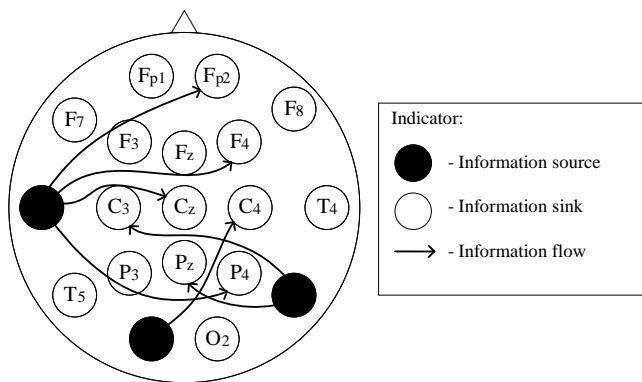 Fp1 Fp2
F7 F8
F3 Fz F4
C3 Cz C4 T4
P3 Pz P4
T5
O2
Indicator:
- Information source
- Information sink
- Information flow